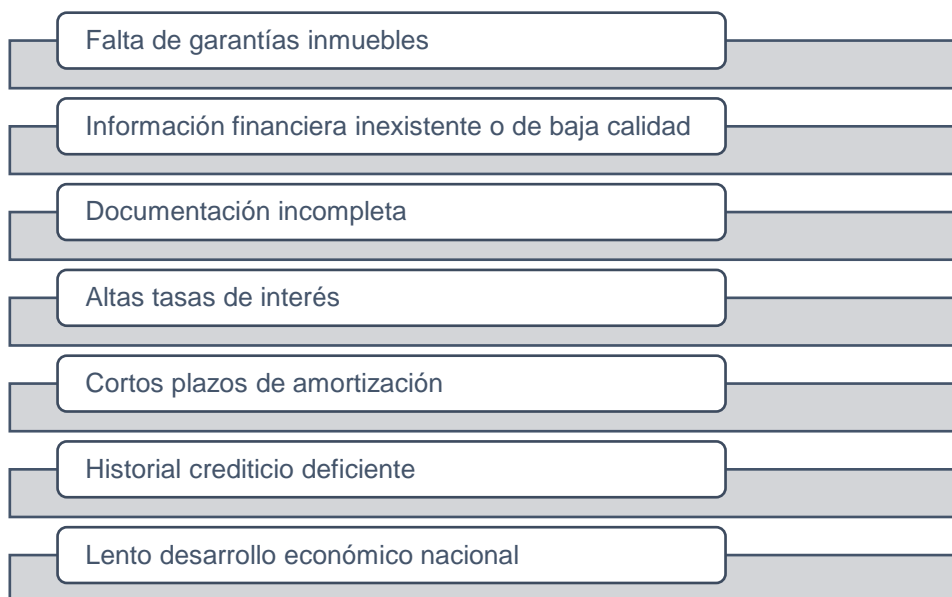 Falta de garantías inmuebles
Información financiera inexistente o de baja calidad
Documentación incompleta
Altas tasas de interés
Cortos plazos de amortización
Historial crediticio deficiente
Lento desarrollo económico nacional